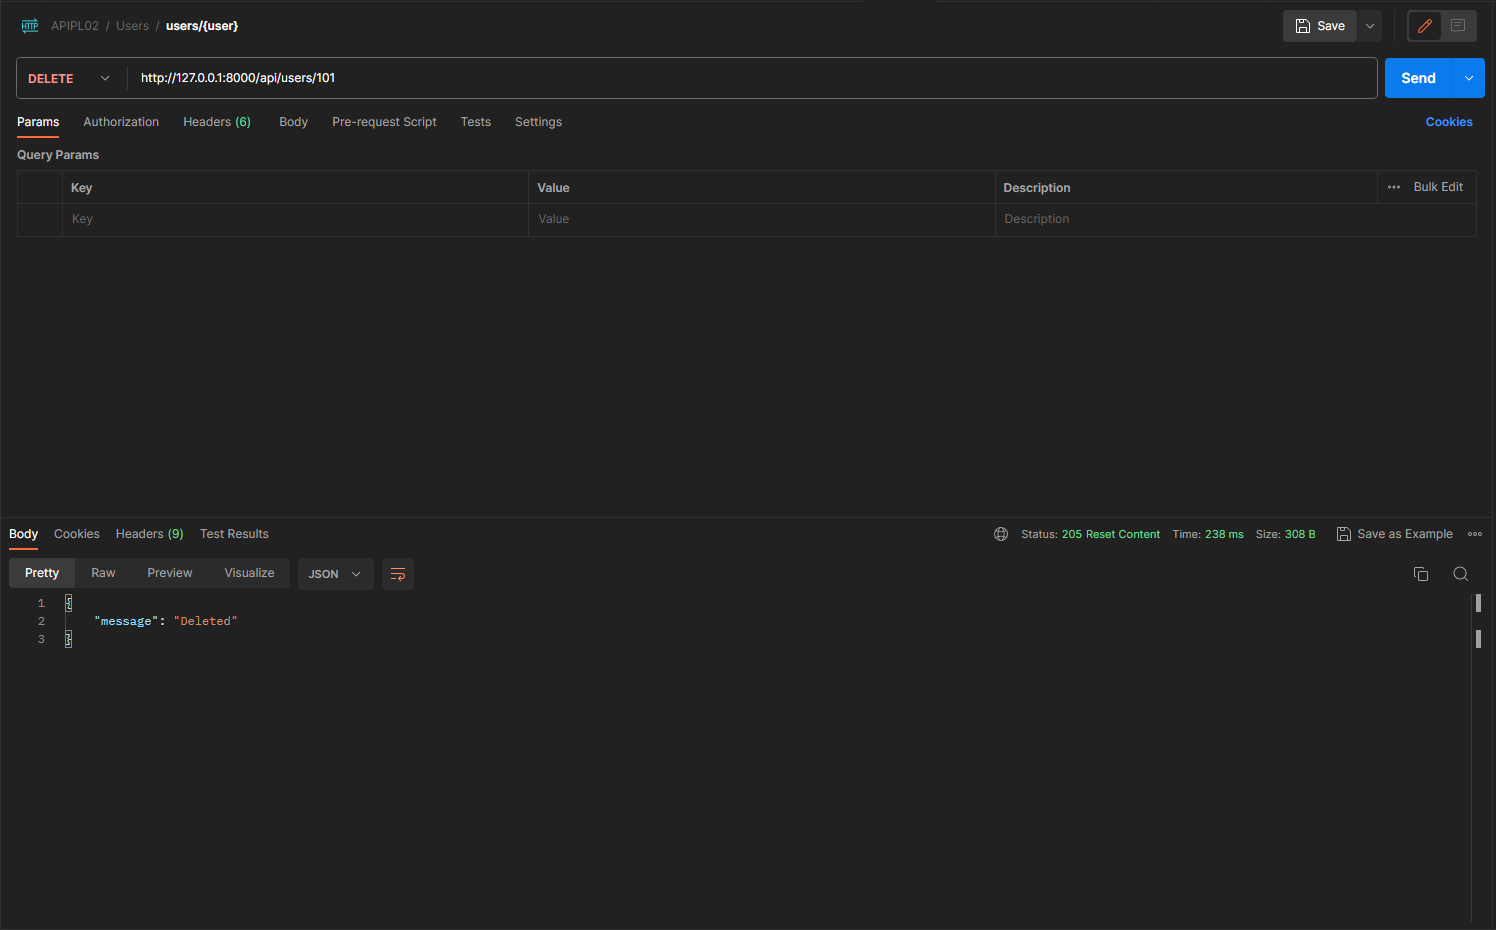 HTTP APIPL02 / Users / users/{user} Save
DELETE http://127.0.0.1:8000/api/users/101 Send
Params Authorization Headers (6) Body Pre-request Script Tests Settings Cookies
Query Params
Key Value Description Bulk Edit
Key Value Description
Body Cookies Headers (9) Test Results Status: 205 Reset Content Time: 238 ms Size: 308 B Save as Example
Pretty Raw Preview Visualize JSON
1 {
2 "message": "Deleted"
3 }